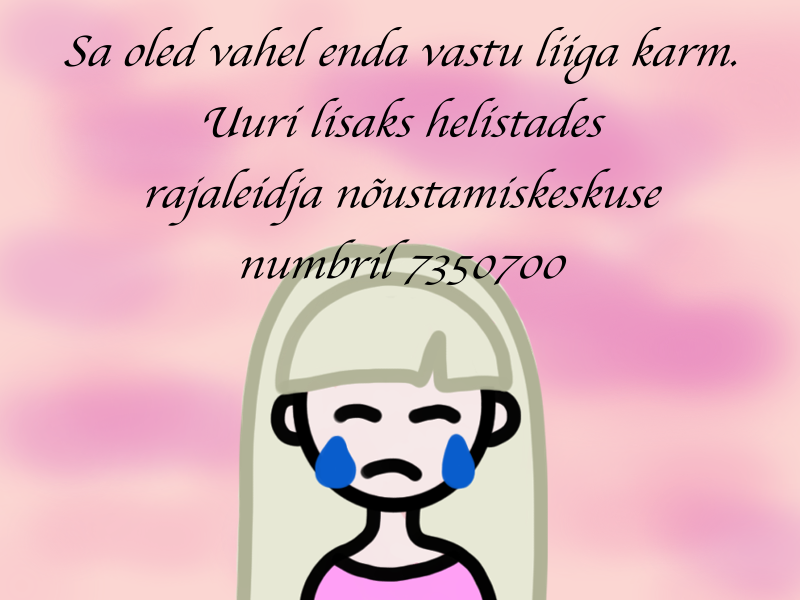 Sa oled vahel enda vastu liiga karm.
Uuri lisaks helistades
rajaleidja nõustamiskeskuse
numbril 7350700